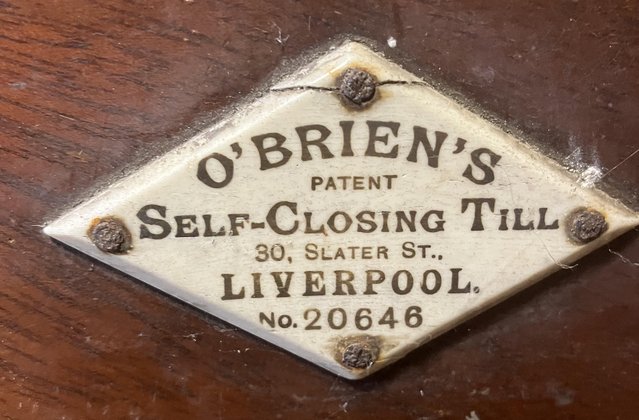 O'BRIEN'S
PATENT
SELF-CLOSING TILL
30, SLATER ST.,
LIVERPOOL.
No. 20646